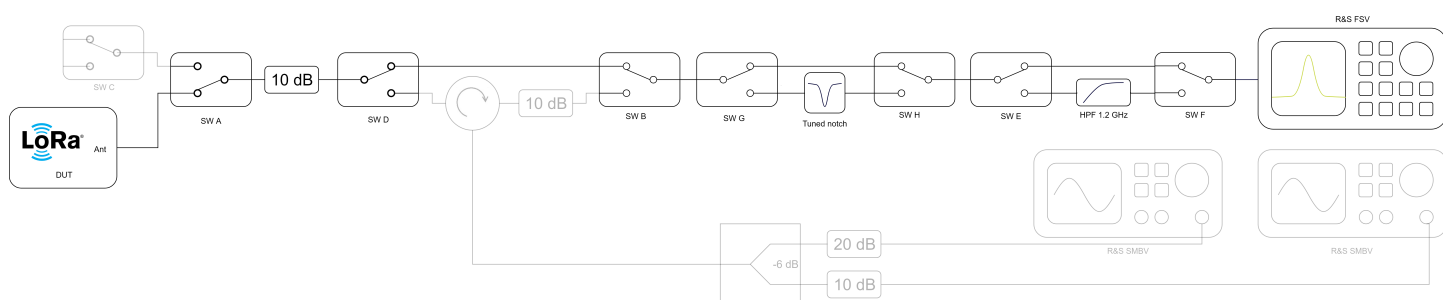 R&S FSV
SW C
10 dB
10 dB
SW A
SW D
SW B
SW G
Tuned notch
SW H
SW E
HPF 1.2 GHz
SW F
LoRa®
Ant
DUT
-6 dB
20 dB
10 dB
R&S SMBV
R&S SMBV